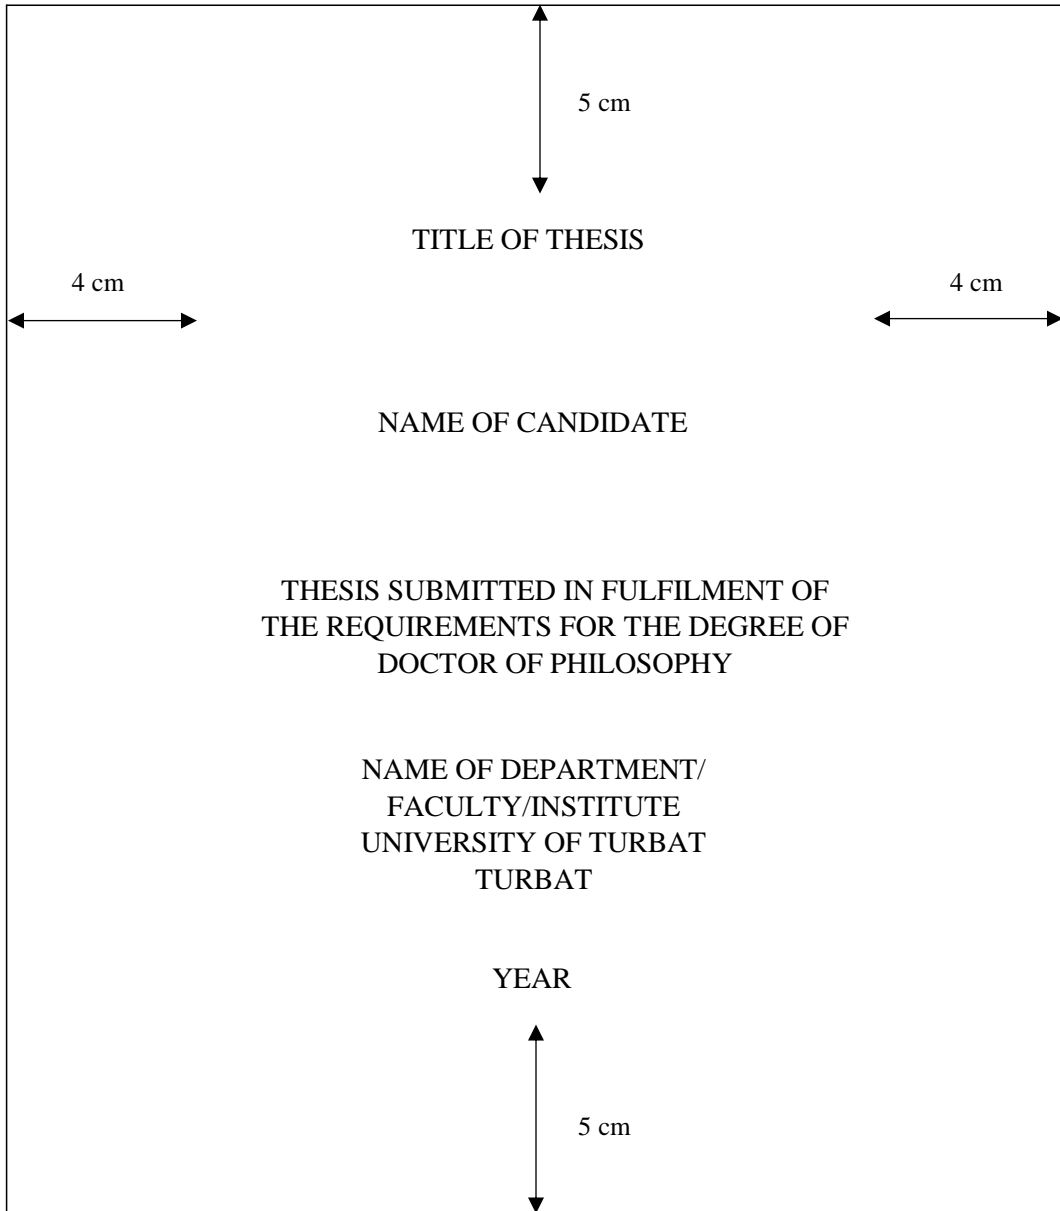 5 cm
TITLE OF THESIS
4 cm
4 cm
NAME OF CANDIDATE
THESIS SUBMITTED IN FULFILMENT OF
THE REQUIREMENTS FOR THE DEGREE OF
DOCTOR OF PHILOSOPHY
NAME OF DEPARTMENT/
FACULTY/INSTITUTE
UNIVERSITY OF TURBAT
TURBAT
YEAR
5 cm